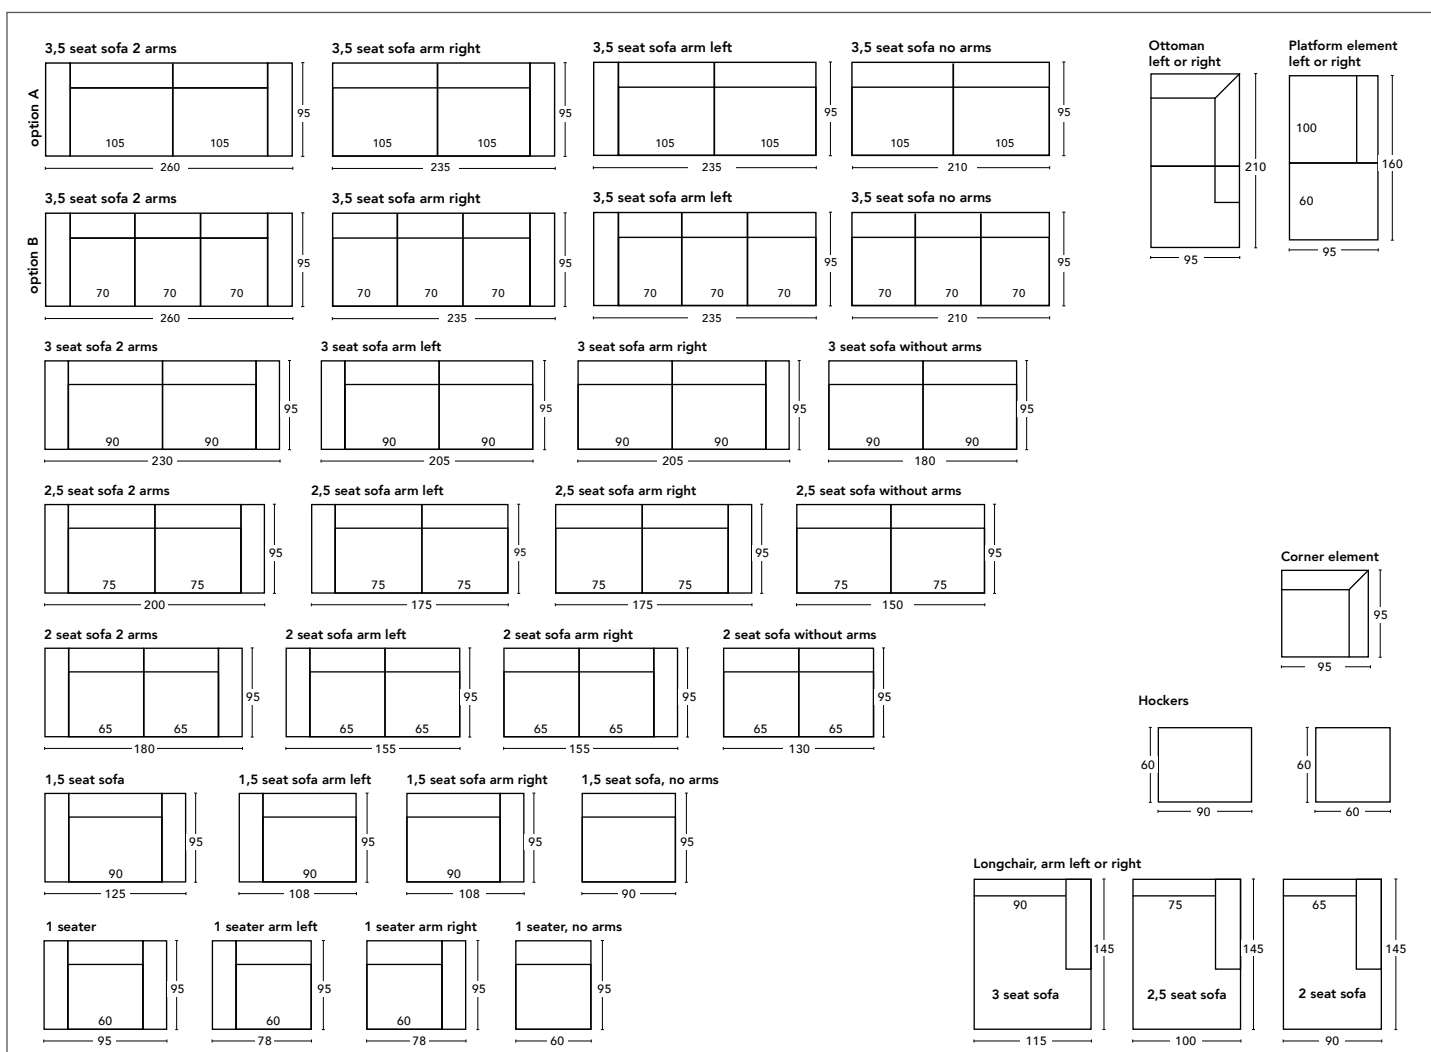 3,5 seat sofa 2 arms
3,5 seat sofa arm right
3,5 seat sofa arm left
3,5 seat sofa no arms
option A
105 105 95
260
105 105 95
235
105 105 95
235
105 105 95
210
3,5 seat sofa 2 arms
3,5 seat sofa arm right
3,5 seat sofa arm left
3,5 seat sofa no arms
option B
70 70 70 95
260
70 70 70 95
235
70 70 70 95
235
70 70 70 95
210
3 seat sofa 2 arms
3 seat sofa arm left
3 seat sofa arm right
3 seat sofa without arms
90 90 95
230
90 90 95
205
90 90 95
205
90 90 95
180
2,5 seat sofa 2 arms
2,5 seat sofa arm left
2,5 seat sofa arm right
2,5 seat sofa without arms
75 75 95
200
75 75 95
175
75 75 95
175
75 75 95
150
2 seat sofa 2 arms
2 seat sofa arm left
2 seat sofa arm right
2 seat sofa without arms
65 65 95
180
65 65 95
155
65 65 95
155
65 65 95
130
1,5 seat sofa
1,5 seat sofa arm left
1,5 seat sofa arm right
1,5 seat sofa, no arms
90 95
125
90 95
108
90 95
108
95
90
1 seater
1 seater arm left
1 seater arm right
1 seater, no arms
60 95
95
60 95
78
60 95
78
95
60
Ottoman
left or right
210
95
Platform element
left or right
100
160
60
95
Corner element
95
95
Hockers
60
90
60
60
Longchair, arm left or right
90
145
3 seat sofa
115
75
145
2,5 seat sofa
100
65
145
2 seat sofa
90